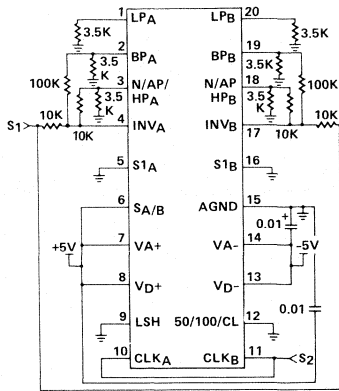 1 LPA LPB 20
3.5K 3.5K
2 BPA BPB 19
3.5 K 3.5 K
100K 100K
3 N/AP/ HPA N/AP HPB 18
3.5 K 3.5 K
S1 10K 10K 4 INVA INVB 17 10K 10K
5 S1A S1B 16
6 SA/B AGND 15
0.01 +
+5V 7 VA+ VA- 14 -5V
8 VD+ VD- 13
0.01
9 LSH 50/100/CL 12
10 CLKA CLKB 11 S2